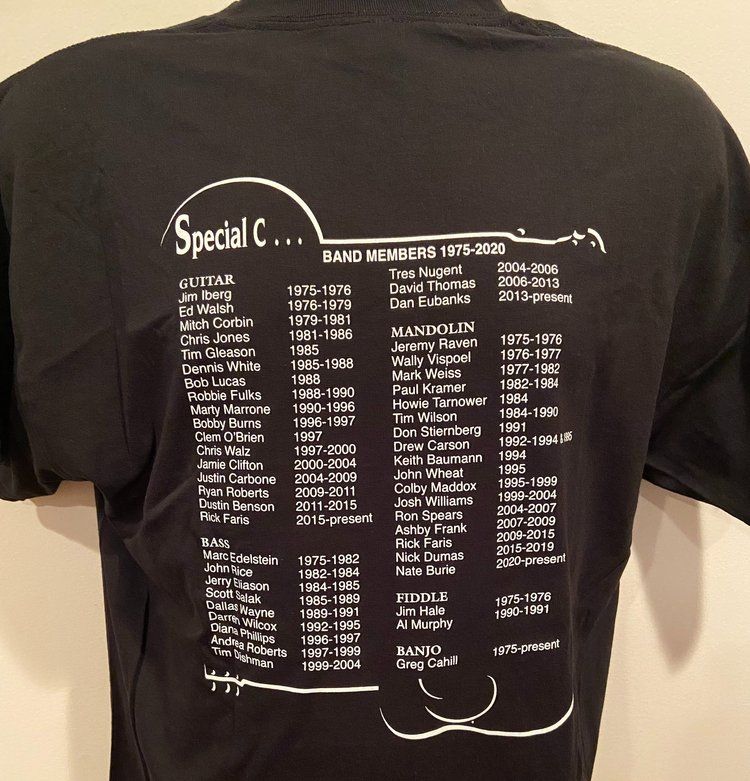 Special C . . .
BAND MEMBERS 1975-2020
GUITAR
Jim Iberg 1975-1976
Ed Walsh 1976-1979
Mitch Corbin 1979-1981
Chris Jones 1981-1986
Tim Gleason 1985
Dennis White 1985-1988
Bob Lucas 1988
Robbie Fulks 1988-1990
Marty Marrone 1990-1996
Bobby Burns 1996-1997
Clem O'Brien 1997
Chris Walz 1997-2000
Jamie Clifton 2000-2004
Justin Carbone 2004-2009
Ryan Roberts 2009-2011
Dustin Benson 2011-2015
Rick Faris 2015-present
BASS
Marc Edelstein 1975-1982
John Rice 1982-1984
Jerry Eliason 1984-1985
Scott Salak 1985-1989
Dallas Wayne 1989-1991
Darren Wilcox 1992-1995
Diana Phillips 1996-1997
Andrea Roberts 1997-1999
Tim Dishman 1999-2004
Tres Nugent 2004-2006
David Thomas 2006-2013
Dan Eubanks 2013-present
MANDOLIN
Jeremy Raven 1975-1976
Wally Vispoel 1976-1977
Mark Weiss 1977-1982
Paul Kramer 1982-1984
Howie Tarnower 1984
Tim Wilson 1984-1990
Don Stiernberg 1991
Drew Carson 1992-1994 & 1995
Keith Baumann 1994
John Wheat 1995
Colby Maddox 1995-1999
Josh Williams 1999-2004
Ron Spears 2004-2007
Ashby Frank 2007-2009
Rick Faris 2009-2015
Nick Dumas 2015-2019
Nate Burie 2020-present
FIDDLE
Jim Hale 1975-1976
Al Murphy 1990-1991
BANJO
Greg Cahill 1975-present